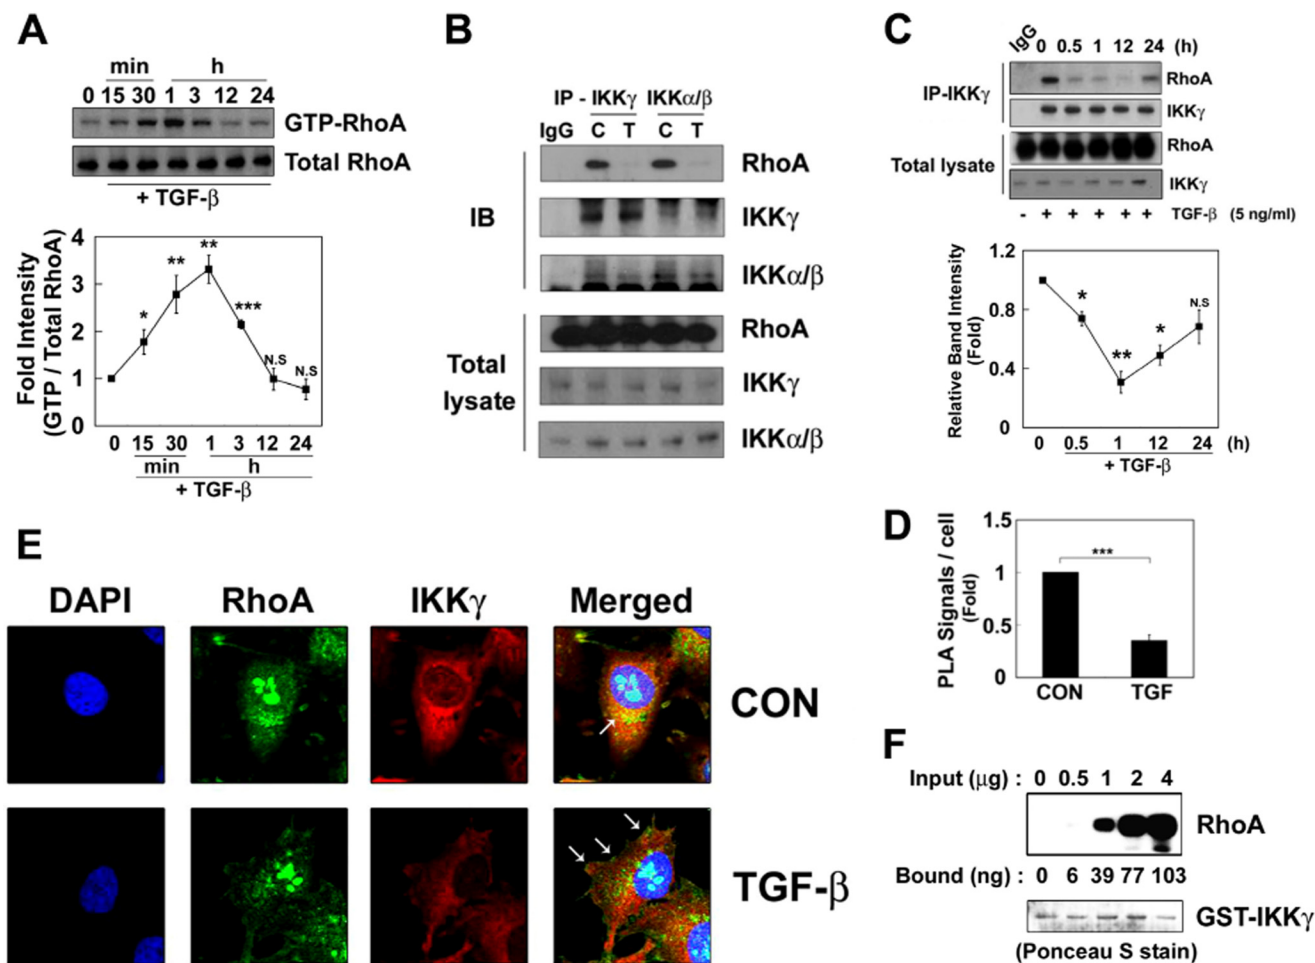 A
min h
0 15 30 1 3 12 24
GTP-RhoA
Total RhoA
+ TGF-β
Fold Intensity
(GTP / Total RhoA)
4
3
2
1
0
*
**
**
***
N.S
N.S
0 15 30 1 3 12 24
min h
+ TGF-β
B
IP - IKKγ IKKα/β
IgG C T C T
IB
RhoA
IKKγ
IKKα/β
Total
lysate
RhoA
IKKγ
IKKα/β
C
IgG 0 0.5 1 12 24 (h)
IP-IKKγ
RhoA
IKKγ
Total lysate
RhoA
IKKγ
- + + + + + TGF-β (5 ng/ml)
Relative Band Intensity
(Fold)
1.2
0.8
0.4
0
*
**
*
N.S
0 0.5 1 12 24 (h)
+ TGF-β
D
PLA Signals / cell
(Fold)
1.5
1
0.5
0
***
CON TGF
E
DAPI RhoA IKKγ Merged
CON
TGF-β
F
Input (μg) : 0 0.5 1 2 4
RhoA
Bound (ng) : 0 6 39 77 103
GST-IKKγ
(Ponceau S stain)